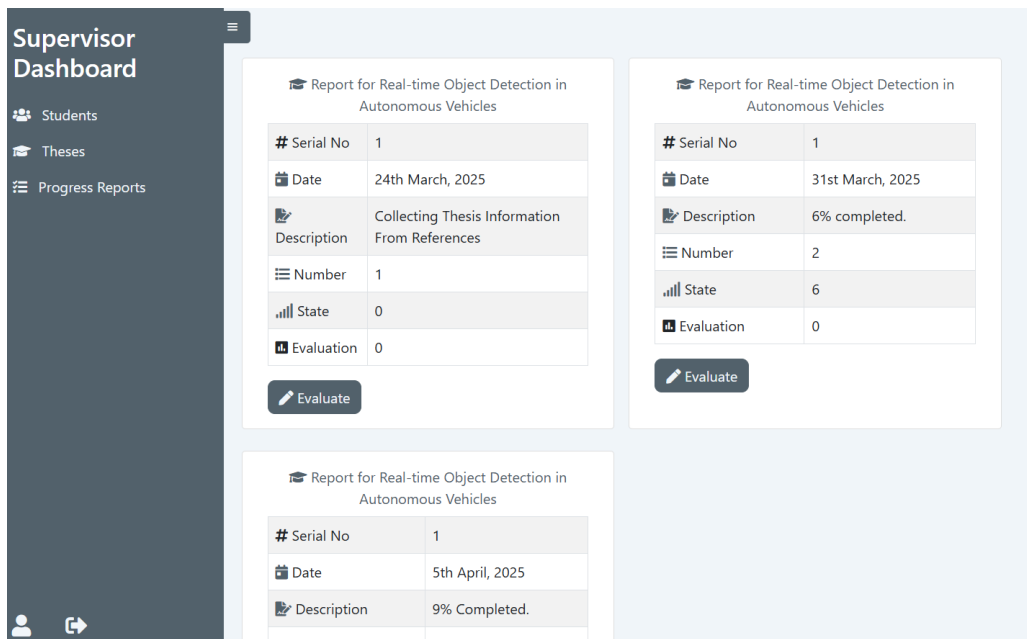 Supervisor
Dashboard
Students
Theses
Progress Reports
Report for Real-time Object Detection in
Autonomous Vehicles
# Serial No 1
Date 24th March, 2025
Description Collecting Thesis Information
From References
Number 1
State 0
Evaluation 0
Evaluate
Report for Real-time Object Detection in
Autonomous Vehicles
# Serial No 1
Date 31st March, 2025
Description 6% completed.
Number 2
State 6
Evaluation 0
Evaluate
Report for Real-time Object Detection in
Autonomous Vehicles
# Serial No 1
Date 5th April, 2025
Description 9% Completed.